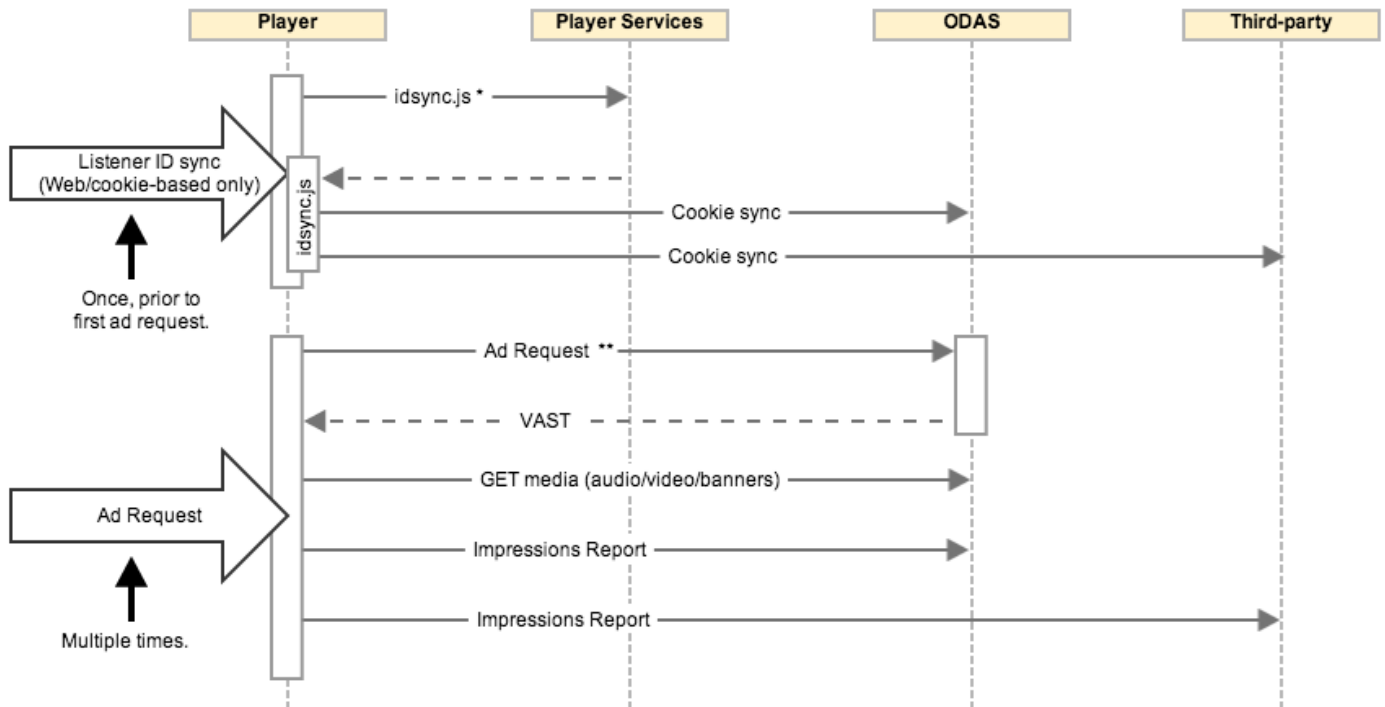 Player
Player Services
ODAS
Third-party
idsync.js *
Listener ID sync
(Web/cookie-based only)
idsync.js
Cookie sync
Cookie sync
Once, prior to
first ad request.
Ad Request **
VAST
GET media (audio/video/banners)
Ad Request
Impressions Report
Impressions Report
Multiple times.